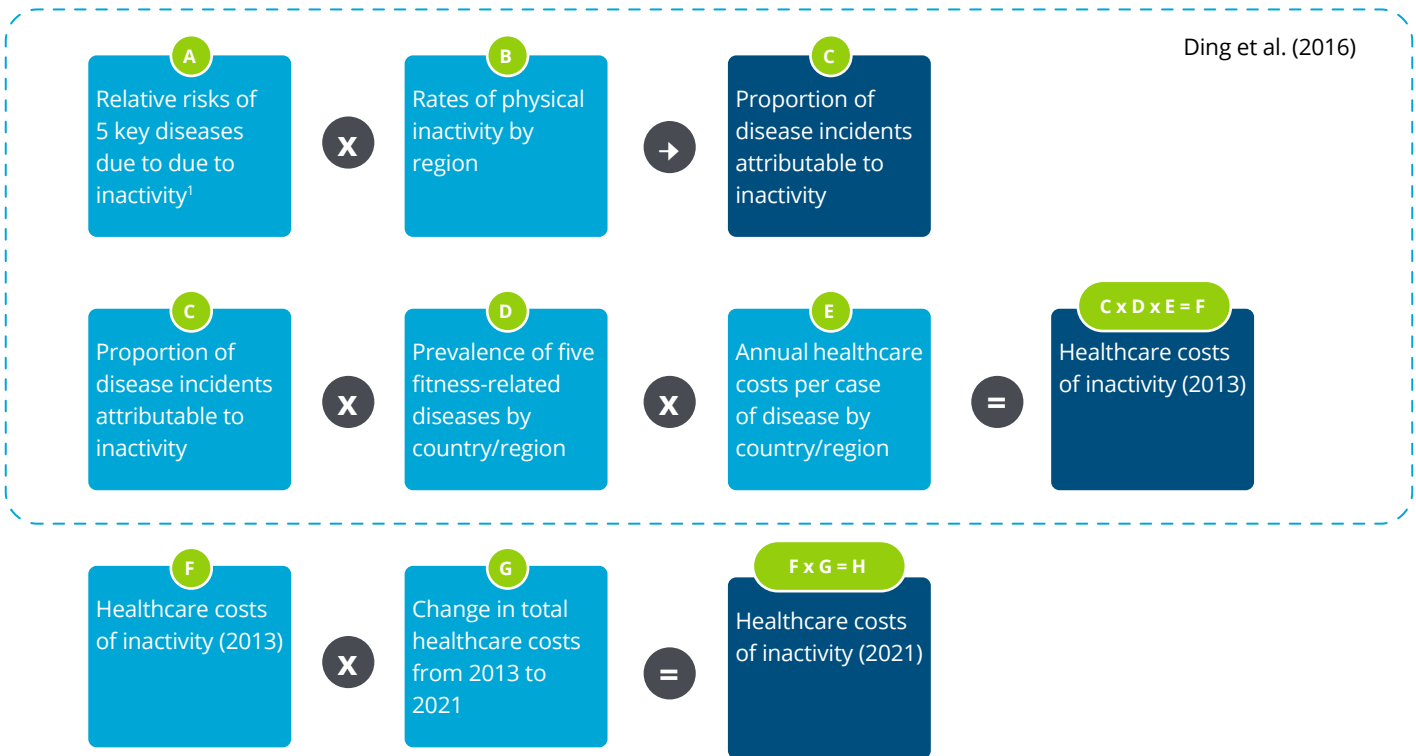 Ding et al. (2016)
A
Relative risks of
5 key diseases
due to due to
inactivity¹
x
B
Rates of physical
inactivity by
region
→
C
Proportion of
disease incidents
attributable to
inactivity
C
Proportion of
disease incidents
attributable to
inactivity
x
D
Prevalence of five
fitness-related
diseases by
country/region
x
E
Annual healthcare
costs per case
of disease by
country/region
=
C x D x E = F
Healthcare costs
of inactivity (2013)
F
Healthcare costs
of inactivity (2013)
x
G
Change in total
healthcare costs
from 2013 to
2021
=
F x G = H
Healthcare costs
of inactivity (2021)